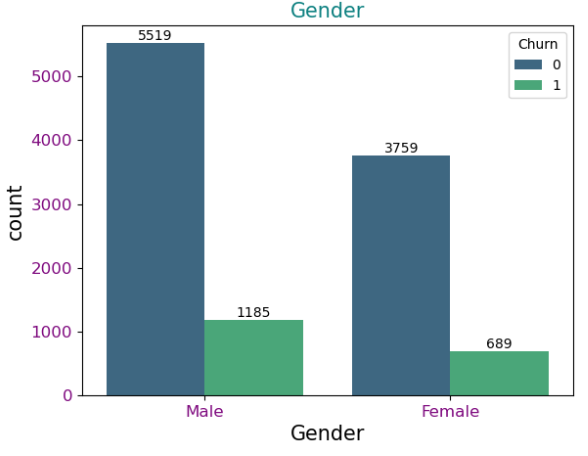 Gender
Churn
0
1
5519
3759
1185
689
count
5000
4000
3000
2000
1000
0
Male
Female
Gender